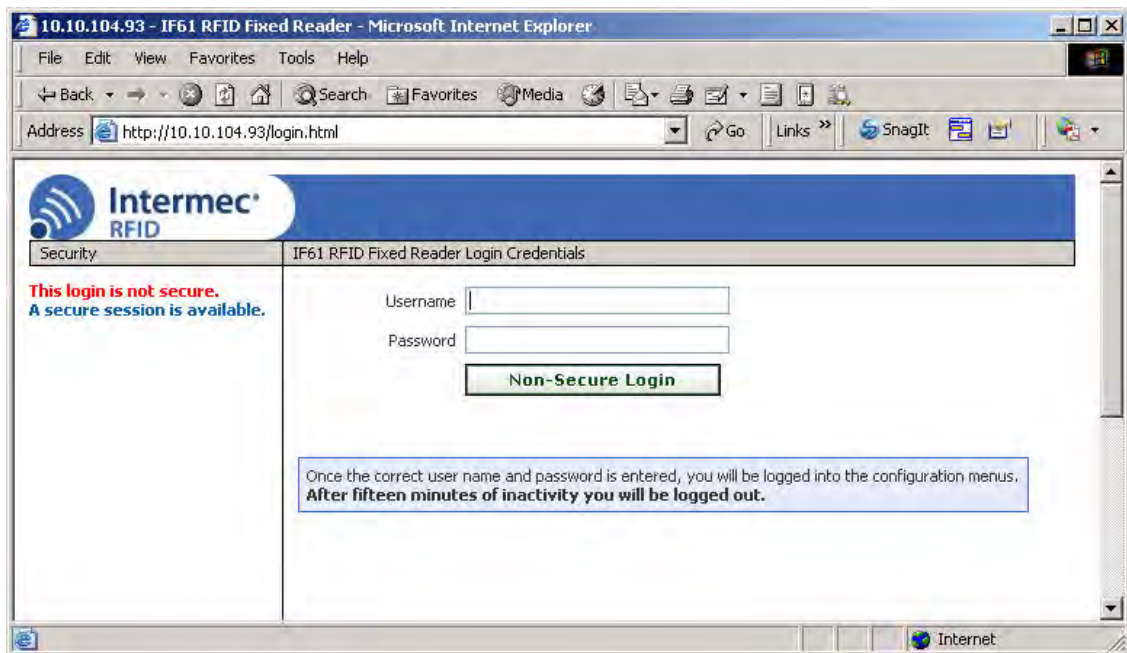 10.10.104.93 - IF61 RFID Fixed Reader - Microsoft Internet Explorer
File Edit View Favorites Tools Help
Back Search Favorites Media
Address http://10.10.104.93/login.html Go Links » SnagIt
Intermec
RFID
Security IF61 RFID Fixed Reader Login Credentials
This login is not secure.
A secure session is available.
Username
Password
Non-Secure Login
Once the correct user name and password is entered, you will be logged into the configuration menus.
After fifteen minutes of inactivity you will be logged out.
Internet